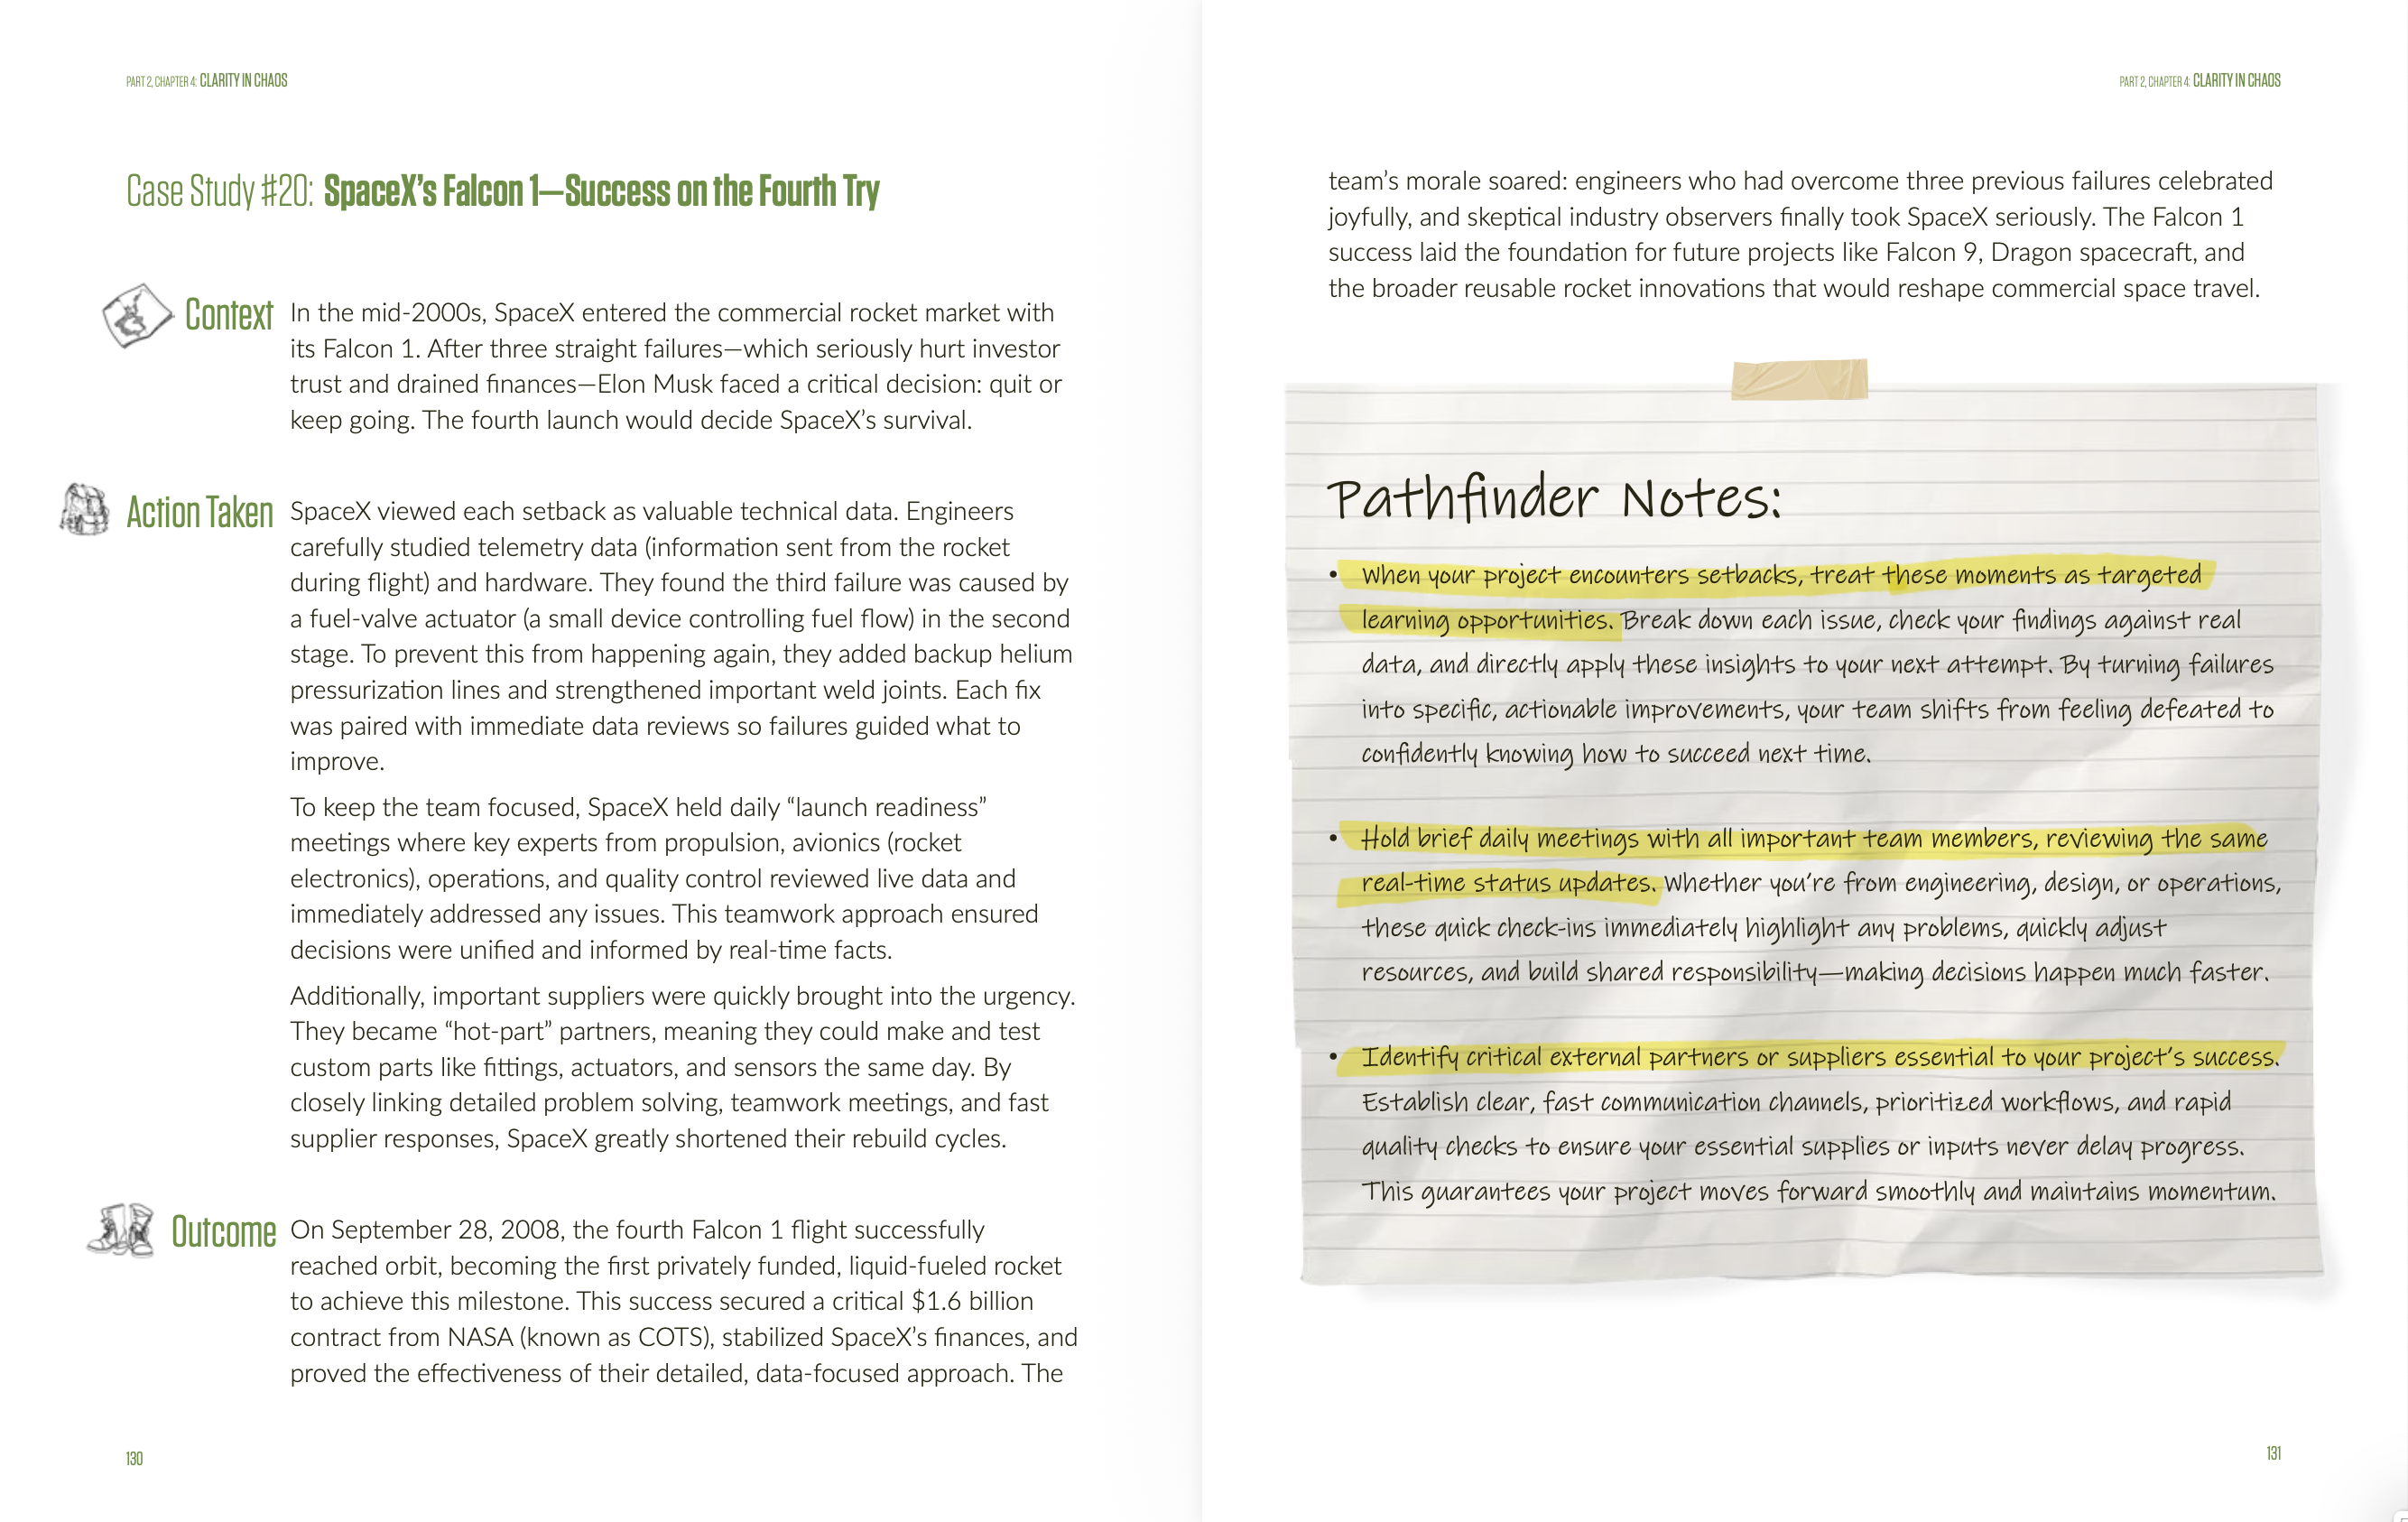 PART 2, CHAPTER 4: CLARITY IN CHAOS
Case Study #20: SpaceX’s Falcon 1—Success on the Fourth Try
Context
In the mid-2000s, SpaceX entered the commercial rocket market with
its Falcon 1. After three straight failures—which seriously hurt investor
trust and drained finances—Elon Musk faced a critical decision: quit or
keep going. The fourth launch would decide SpaceX’s survival.
Action Taken
SpaceX viewed each setback as valuable technical data. Engineers
carefully studied telemetry data (information sent from the rocket
during flight) and hardware. They found the third failure was caused by
a fuel-valve actuator (a small device controlling fuel flow) in the second
stage. To prevent this from happening again, they added backup helium
pressurization lines and strengthened important weld joints. Each fix
was paired with immediate data reviews so failures guided what to
improve.
To keep the team focused, SpaceX held daily “launch readiness”
meetings where key experts from propulsion, avionics (rocket
electronics), operations, and quality control reviewed live data and
immediately addressed any issues. This teamwork approach ensured
decisions were unified and informed by real-time facts.
Additionally, important suppliers were quickly brought into the urgency.
They became “hot-part” partners, meaning they could make and test
custom parts like fittings, actuators, and sensors the same day. By
closely linking detailed problem solving, teamwork meetings, and fast
supplier responses, SpaceX greatly shortened their rebuild cycles.
Outcome
On September 28, 2008, the fourth Falcon 1 flight successfully
reached orbit, becoming the first privately funded, liquid-fueled rocket
to achieve this milestone. This success secured a critical $1.6 billion
contract from NASA (known as COTS), stabilized SpaceX’s finances, and
proved the effectiveness of their detailed, data-focused approach. The
130
PART 2, CHAPTER 4: CLARITY IN CHAOS
team’s morale soared: engineers who had overcome three previous failures celebrated
joyfully, and skeptical industry observers finally took SpaceX seriously. The Falcon 1
success laid the foundation for future projects like Falcon 9, Dragon spacecraft, and
the broader reusable rocket innovations that would reshape commercial space travel.
Pathfinder Notes:
• When your project encounters setbacks, treat these moments as targeted
learning opportunities. Break down each issue, check your findings against real
data, and directly apply these insights to your next attempt. By turning failures
into specific, actionable improvements, your team shifts from feeling defeated to
confidently knowing how to succeed next time.
• Hold brief daily meetings with all important team members, reviewing the same
real-time status updates. Whether you’re from engineering, design, or operations,
these quick check-ins immediately highlight any problems, quickly adjust
resources, and build shared responsibility—making decisions happen much faster.
• Identify critical external partners or suppliers essential to your project’s success.
Establish clear, fast communication channels, prioritized workflows, and rapid
quality checks to ensure your essential supplies or inputs never delay progress.
This guarantees your project moves forward smoothly and maintains momentum.
131